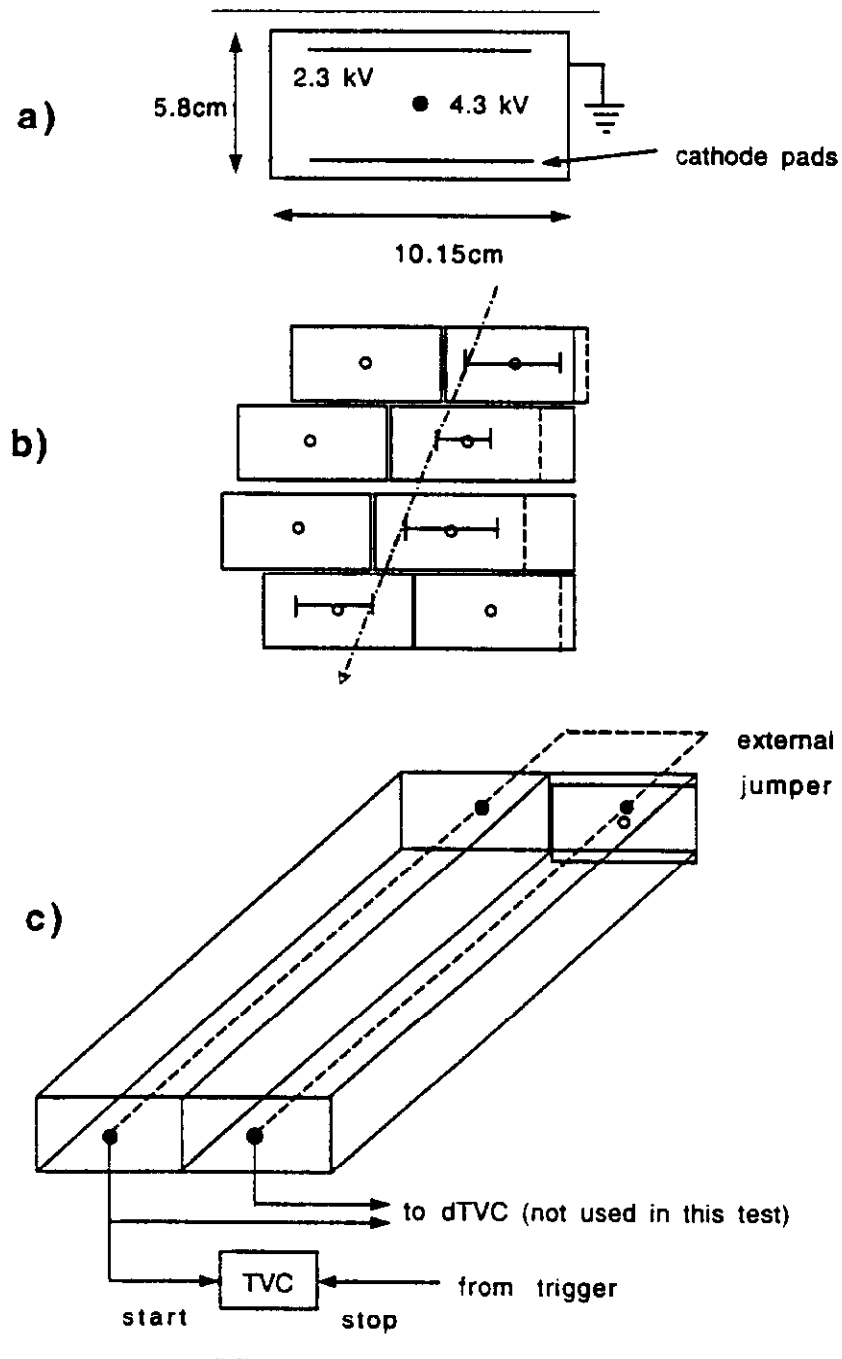 a)
2.3 kV
5.8cm
4.3 kV
cathode pads
10.15cm
b)
external
jumper
c)
to dTVC (not used in this test)
TVC
from trigger
start
stop